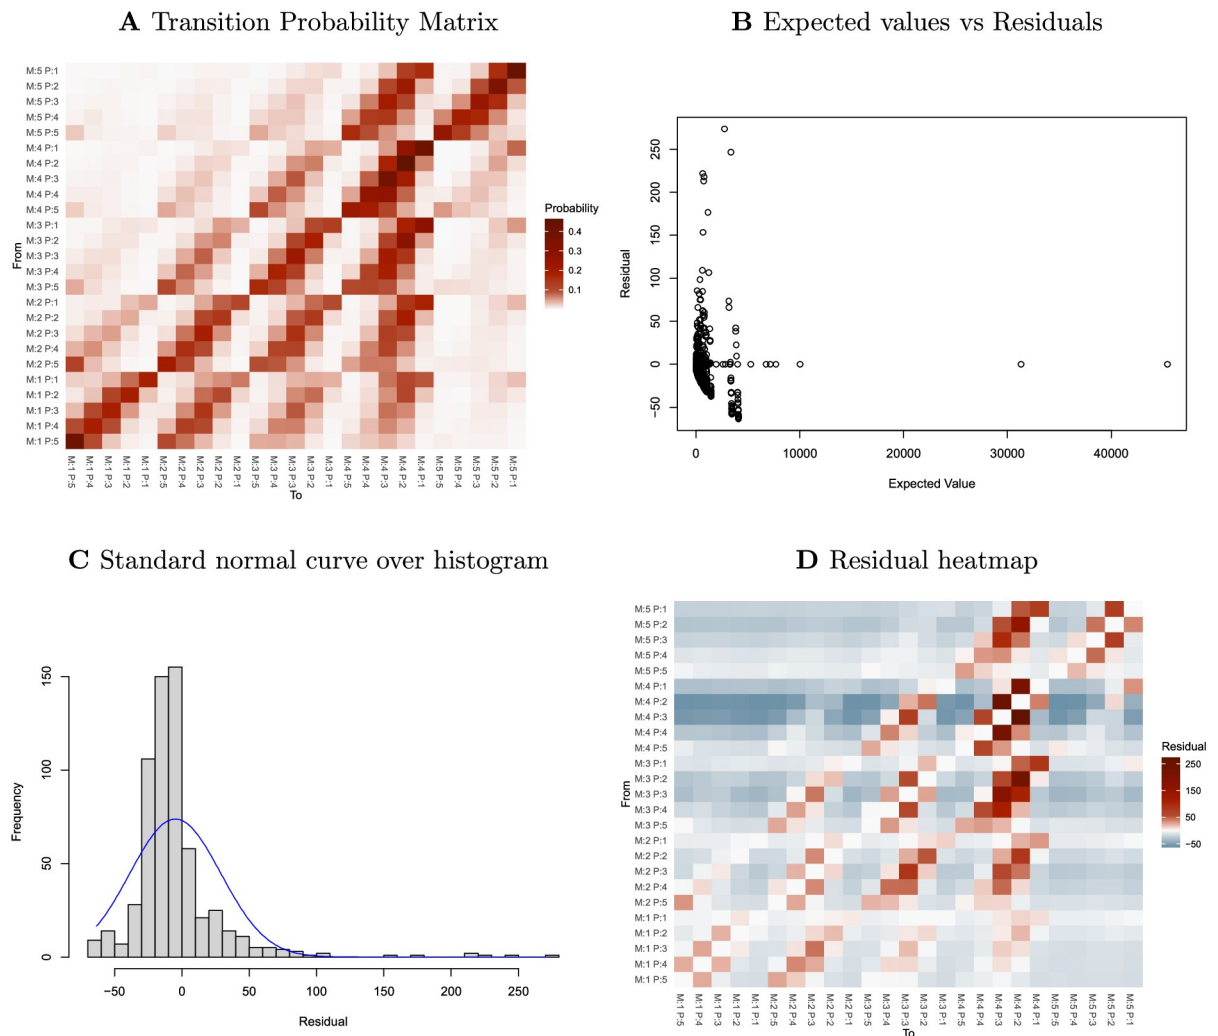 A Transition Probability Matrix
M:5 P:1
M:5 P:2
M:5 P:3
M:5 P:4
M:5 P:5
M:4 P:1
M:4 P:2
M:4 P:3
M:4 P:4
M:4 P:5
M:3 P:1
M:3 P:2
M:3 P:3
M:3 P:4
M:3 P:5
M:2 P:1
M:2 P:2
M:2 P:3
M:2 P:4
M:2 P:5
M:1 P:1
M:1 P:2
M:1 P:3
M:1 P:4
M:1 P:5
From
M:1 P:5
M:1 P:4
M:1 P:3
M:1 P:2
M:1 P:1
M:2 P:5
M:2 P:4
M:2 P:3
M:2 P:2
M:2 P:1
M:3 P:5
M:3 P:4
M:3 P:3
M:3 P:2
M:3 P:1
M:4 P:5
M:4 P:4
M:4 P:3
M:4 P:2
M:4 P:1
M:5 P:5
M:5 P:4
M:5 P:3
M:5 P:2
M:5 P:1
To
Probability
0.4
0.3
0.2
0.1
B Expected values vs Residuals
250
200
150
100
50
0
−50
Residual
0
10000
20000
30000
40000
Expected Value
C Standard normal curve over histogram
150
100
50
0
Frequency
−50
0
50
100
150
200
250
Residual
D Residual heatmap
M:5 P:1
M:5 P:2
M:5 P:3
M:5 P:4
M:5 P:5
M:4 P:1
M:4 P:2
M:4 P:3
M:4 P:4
M:4 P:5
M:3 P:1
M:3 P:2
M:3 P:3
M:3 P:4
M:3 P:5
M:2 P:1
M:2 P:2
M:2 P:3
M:2 P:4
M:2 P:5
M:1 P:1
M:1 P:2
M:1 P:3
M:1 P:4
M:1 P:5
From
M:1 P:5
M:1 P:4
M:1 P:3
M:1 P:2
M:1 P:1
M:2 P:5
M:2 P:4
M:2 P:3
M:2 P:2
M:2 P:1
M:3 P:5
M:3 P:4
M:3 P:3
M:3 P:2
M:3 P:1
M:4 P:5
M:4 P:4
M:4 P:3
M:4 P:2
M:4 P:1
M:5 P:5
M:5 P:4
M:5 P:3
M:5 P:2
M:5 P:1
To
Residual
250
150
50
−50